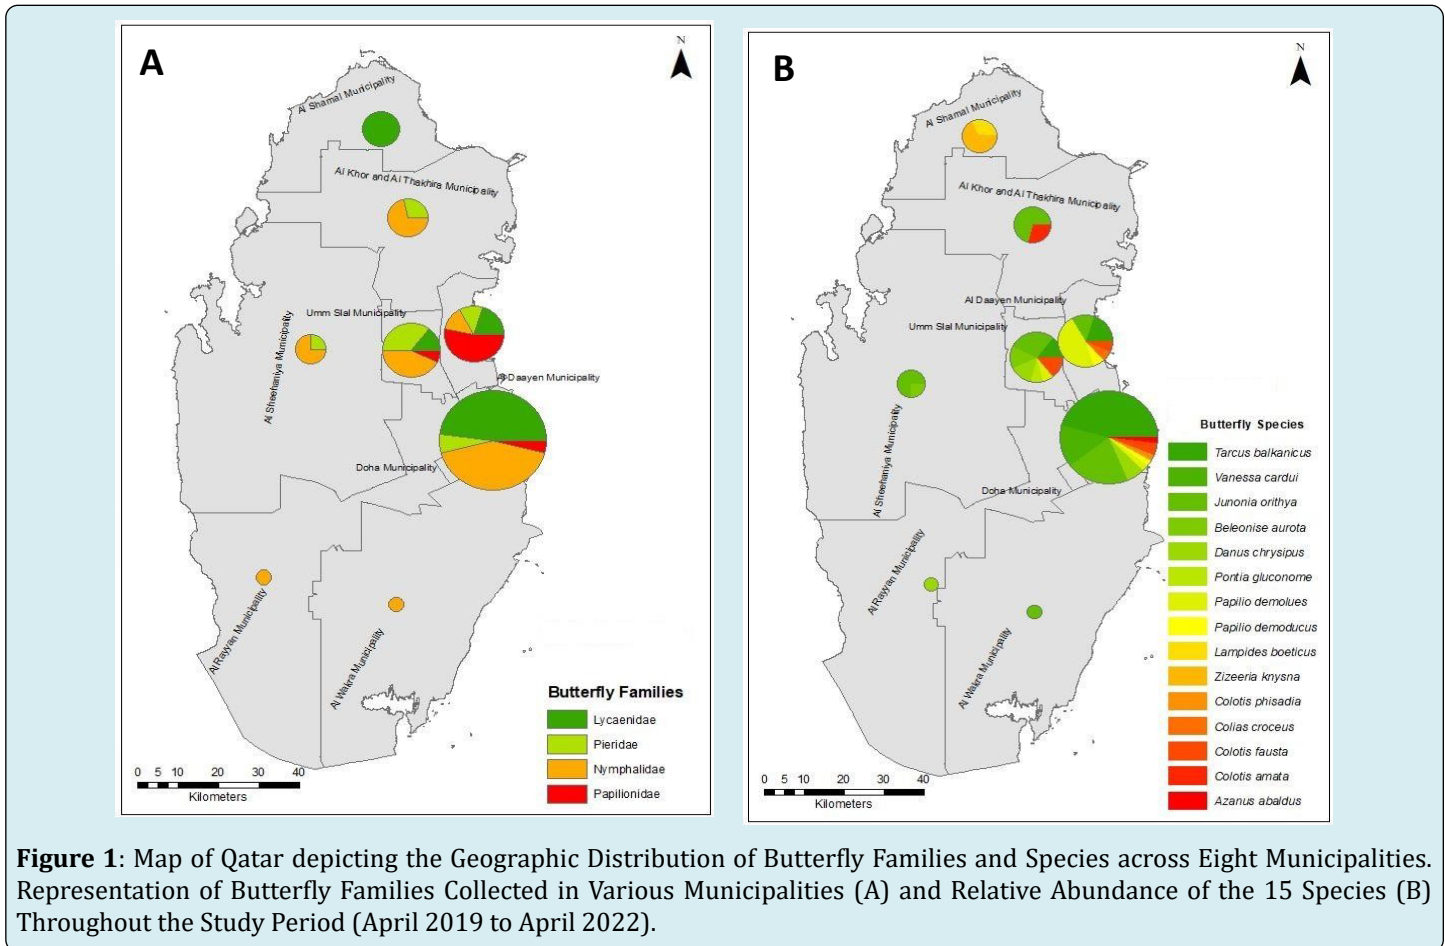 A
N
Al Shamal Municipality
Al Khor and Al Thakhira Municipality
Umm Slal Municipality
Al Sheehaniya Municipality
Al Daayen Municipality
Doha Municipality
Al Rayyan Municipality
Al Wakra Municipality
Butterfly Families
Lycaenidae
Pieridae
Nymphalidae
Papilionidae
0 5 10 20 30 40
Kilometers
B
N
Al Shamal Municipality
Al Khor and Al Thakhira Municipality
Al Daayen Municipality
Umm Slal Municipality
Al Sheehaniya Municipality
Doha Municipality
Al Rayyan Municipality
Al Wakra Municipality
Butterfly Species
Tarcus balkanicus
Vanessa cardui
Junonia orithya
Beleonise aurota
Danus chrysipus
Pontia gluconome
Papilio demolues
Papilio demoducus
Lampides boeticus
Zizeeria knysna
Colotis phisadia
Colias croceus
Colotis fausta
Colotis amata
Azanus abaldus
0 5 10 20 30 40
Kilometers
Figure 1: Map of Qatar depicting the Geographic Distribution of Butterfly Families and Species across Eight Municipalities.
Representation of Butterfly Families Collected in Various Municipalities (A) and Relative Abundance of the 15 Species (B)
Throughout the Study Period (April 2019 to April 2022).